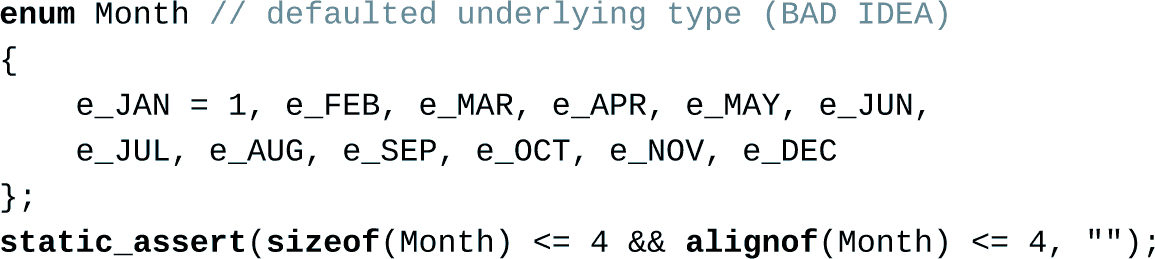 enum Month // defaulted underlying type (BAD IDEA)
{
    e_JAN = 1, e_FEB, e_MAR, e_APR, e_MAY, e_JUN,
    e_JUL, e_AUG, e_SEP, e_OCT, e_NOV, e_DEC
};
static_assert(sizeof(Month) <= 4 && alignof(Month) <= 4, "");